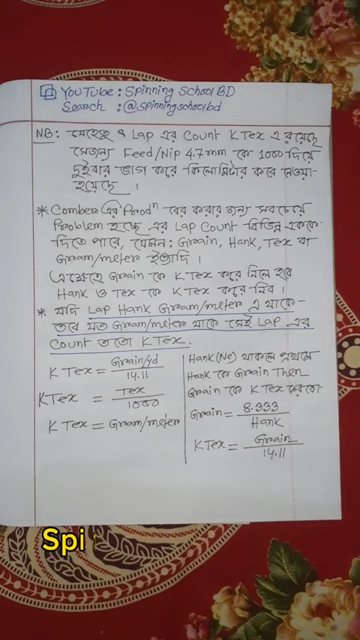 YouTube : Spinning School BD
Search : @spinningschoolbd
NB: যেহেতু & Lap এর Count KTex এ রয়েছে
সেজন্য Feed/Nip 4.7mm কে 1000 দিয়ে
দুইবার ভাগ করে কিলোমিটার করে নেওয়া
হয়েছে ।
* Comber এর Prodⁿ বের করার জন্য সবচেয়ে
Problem হচ্ছে এর Lap Count বিভিন্ন এককে
দিতে পারে, যেমন: Grain, Hank, Tex বা
Gram/meter ইত্যাদি ।
এক্ষেত্রে Grain কে KTex করে নিলে হবে
Hank ও Tex কে KTex করে নিব ।
* যদি Lap Hank Gram/meter এ থাকে
তবে যত Gram/meter থাকে সেই Lap এর
Count তত KTex.
KTex = Grain/yd / 14.11
KTex = Tex / 1000
KTex = Gram/meter
Hank (Ne) থাকলে প্রথমে
Hank কে Grain Then
Grain কে KTex করবো
Grain = 8.333 / Hank
KTex = Grain / 14.11
Spi